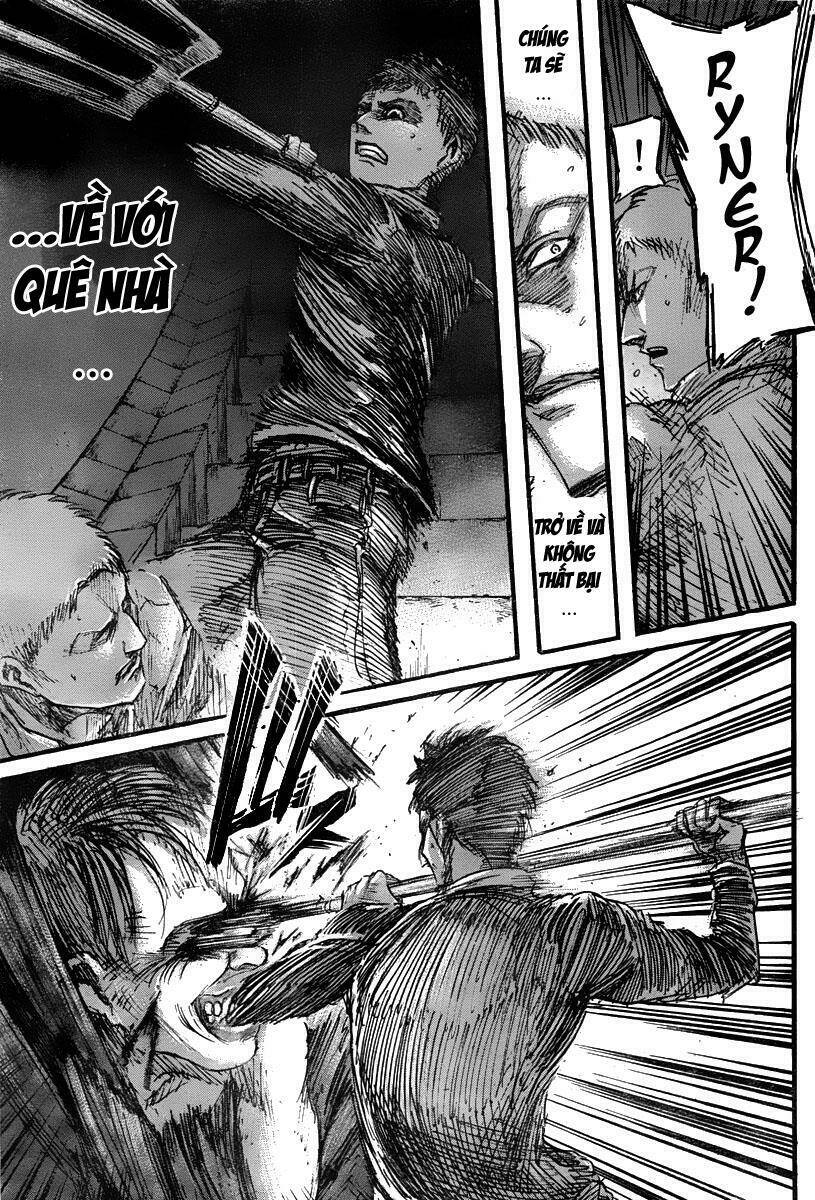 RYNER!
!
CHÚNG
TA SẼ
...
TRỞ VỀ VÀ
KHÔNG
THẤT BẠI
...
...VỀ VỚI
QUÊ NHÀ
...